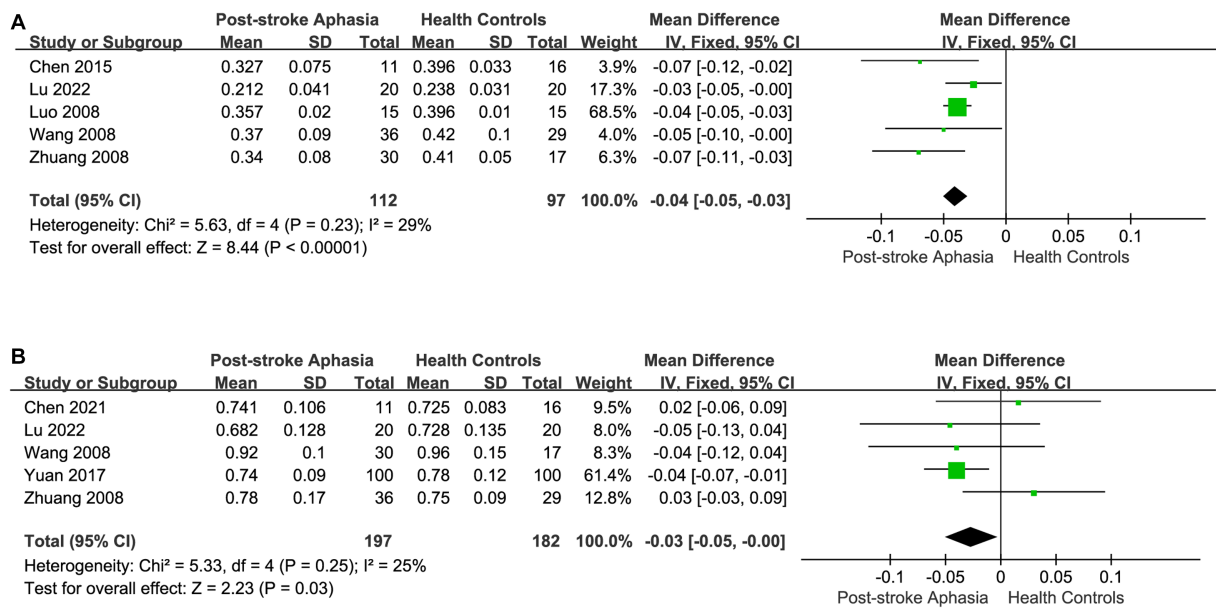 A
Post-stroke Aphasia Health Controls Mean Difference Mean Difference
Study or Subgroup Mean SD Total Mean SD Total Weight IV, Fixed, 95% CI IV, Fixed, 95% CI
Chen 2015 0.327 0.075 11 0.396 0.033 16 3.9% -0.07 [-0.12, -0.02]
Lu 2022 0.212 0.041 20 0.238 0.031 20 17.3% -0.03 [-0.05, -0.00]
Luo 2008 0.357 0.02 15 0.396 0.01 15 68.5% -0.04 [-0.05, -0.03]
Wang 2008 0.37 0.09 36 0.42 0.1 29 4.0% -0.05 [-0.10, -0.00]
Zhuang 2008 0.34 0.08 30 0.41 0.05 17 6.3% -0.07 [-0.11, -0.03]
Total (95% CI) 112 97 100.0% -0.04 [-0.05, -0.03]
Heterogeneity: Chi² = 5.63, df = 4 (P = 0.23); I² = 29%
Test for overall effect: Z = 8.44 (P < 0.00001)
-0.1 -0.05 0 0.05 0.1
Post-stroke Aphasia Health Controls
B
Post-stroke Aphasia Health Controls Mean Difference Mean Difference
Study or Subgroup Mean SD Total Mean SD Total Weight IV, Fixed, 95% CI IV, Fixed, 95% CI
Chen 2021 0.741 0.106 11 0.725 0.083 16 9.5% 0.02 [-0.06, 0.09]
Lu 2022 0.682 0.128 20 0.728 0.135 20 8.0% -0.05 [-0.13, 0.04]
Wang 2008 0.92 0.1 30 0.96 0.15 17 8.3% -0.04 [-0.12, 0.04]
Yuan 2017 0.74 0.09 100 0.78 0.12 100 61.4% -0.04 [-0.07, -0.01]
Zhuang 2008 0.78 0.17 36 0.75 0.09 29 12.8% 0.03 [-0.03, 0.09]
Total (95% CI) 197 182 100.0% -0.03 [-0.05, -0.00]
Heterogeneity: Chi² = 5.33, df = 4 (P = 0.25); I² = 25%
Test for overall effect: Z = 2.23 (P = 0.03)
-0.1 -0.05 0 0.05 0.1
Post-stroke Aphasia Health Controls